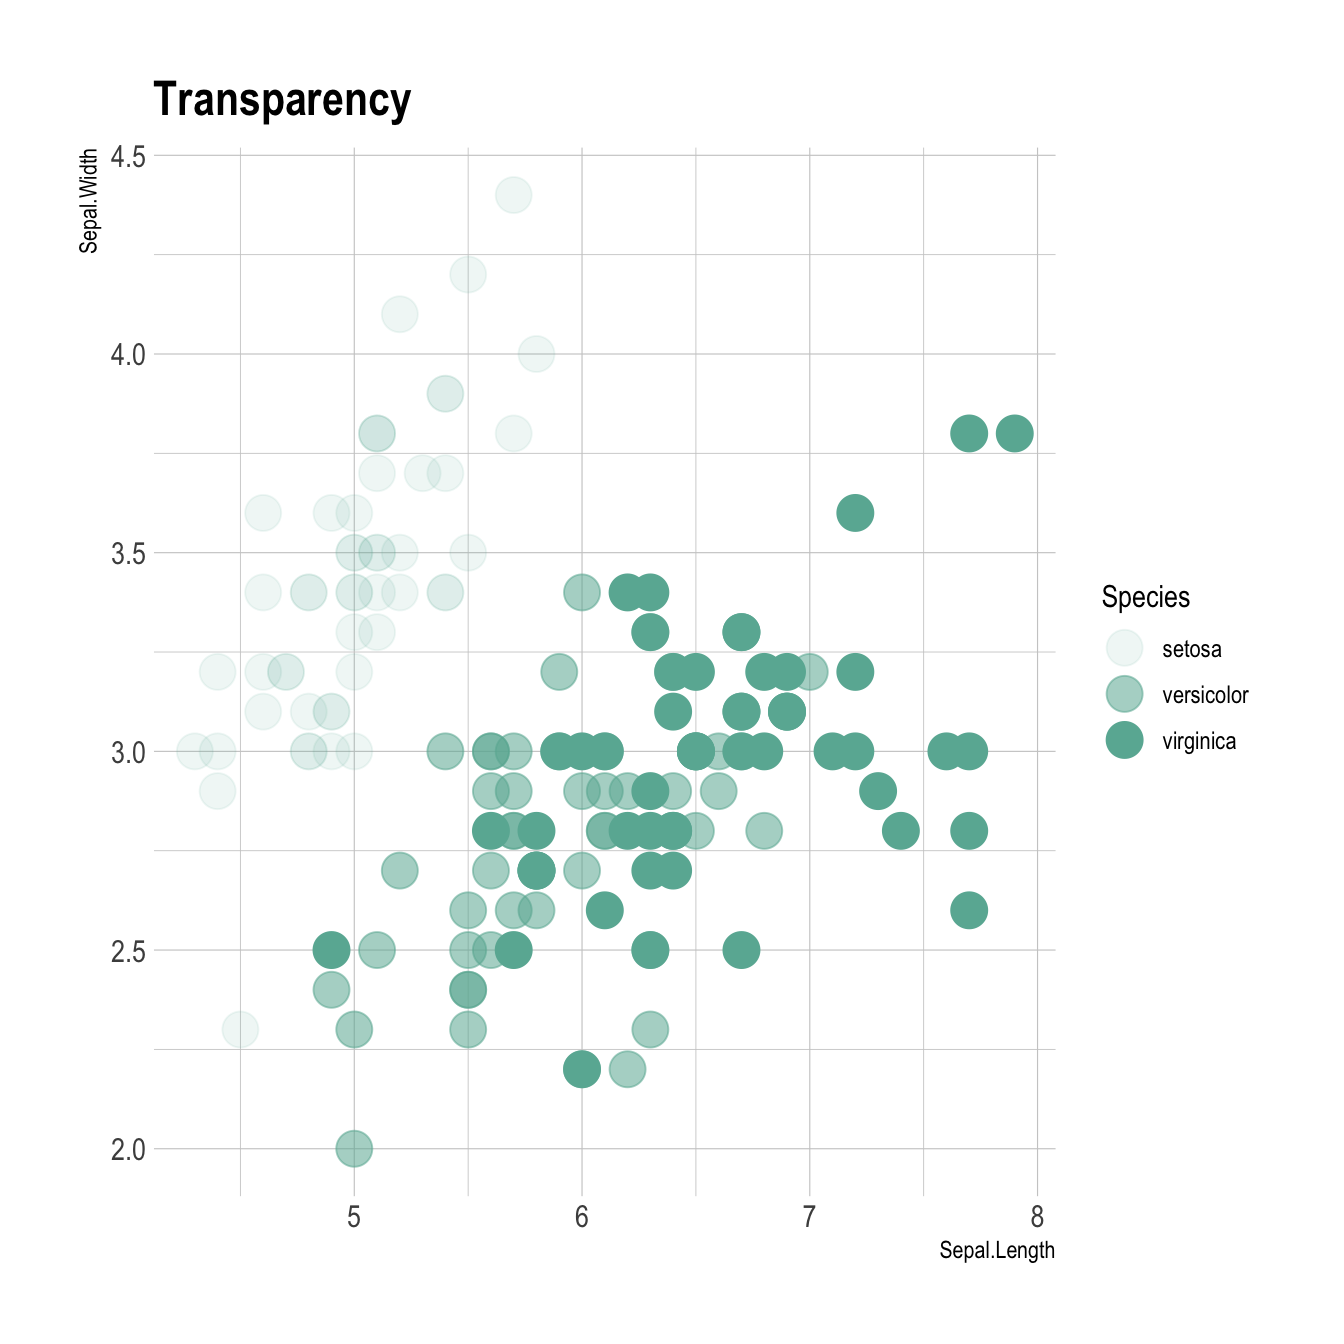 Transparency
Sepal.Width
4.5
4.0
3.5
3.0
2.5
2.0
5 6 7 8
Sepal.Length
Species
setosa
versicolor
virginica